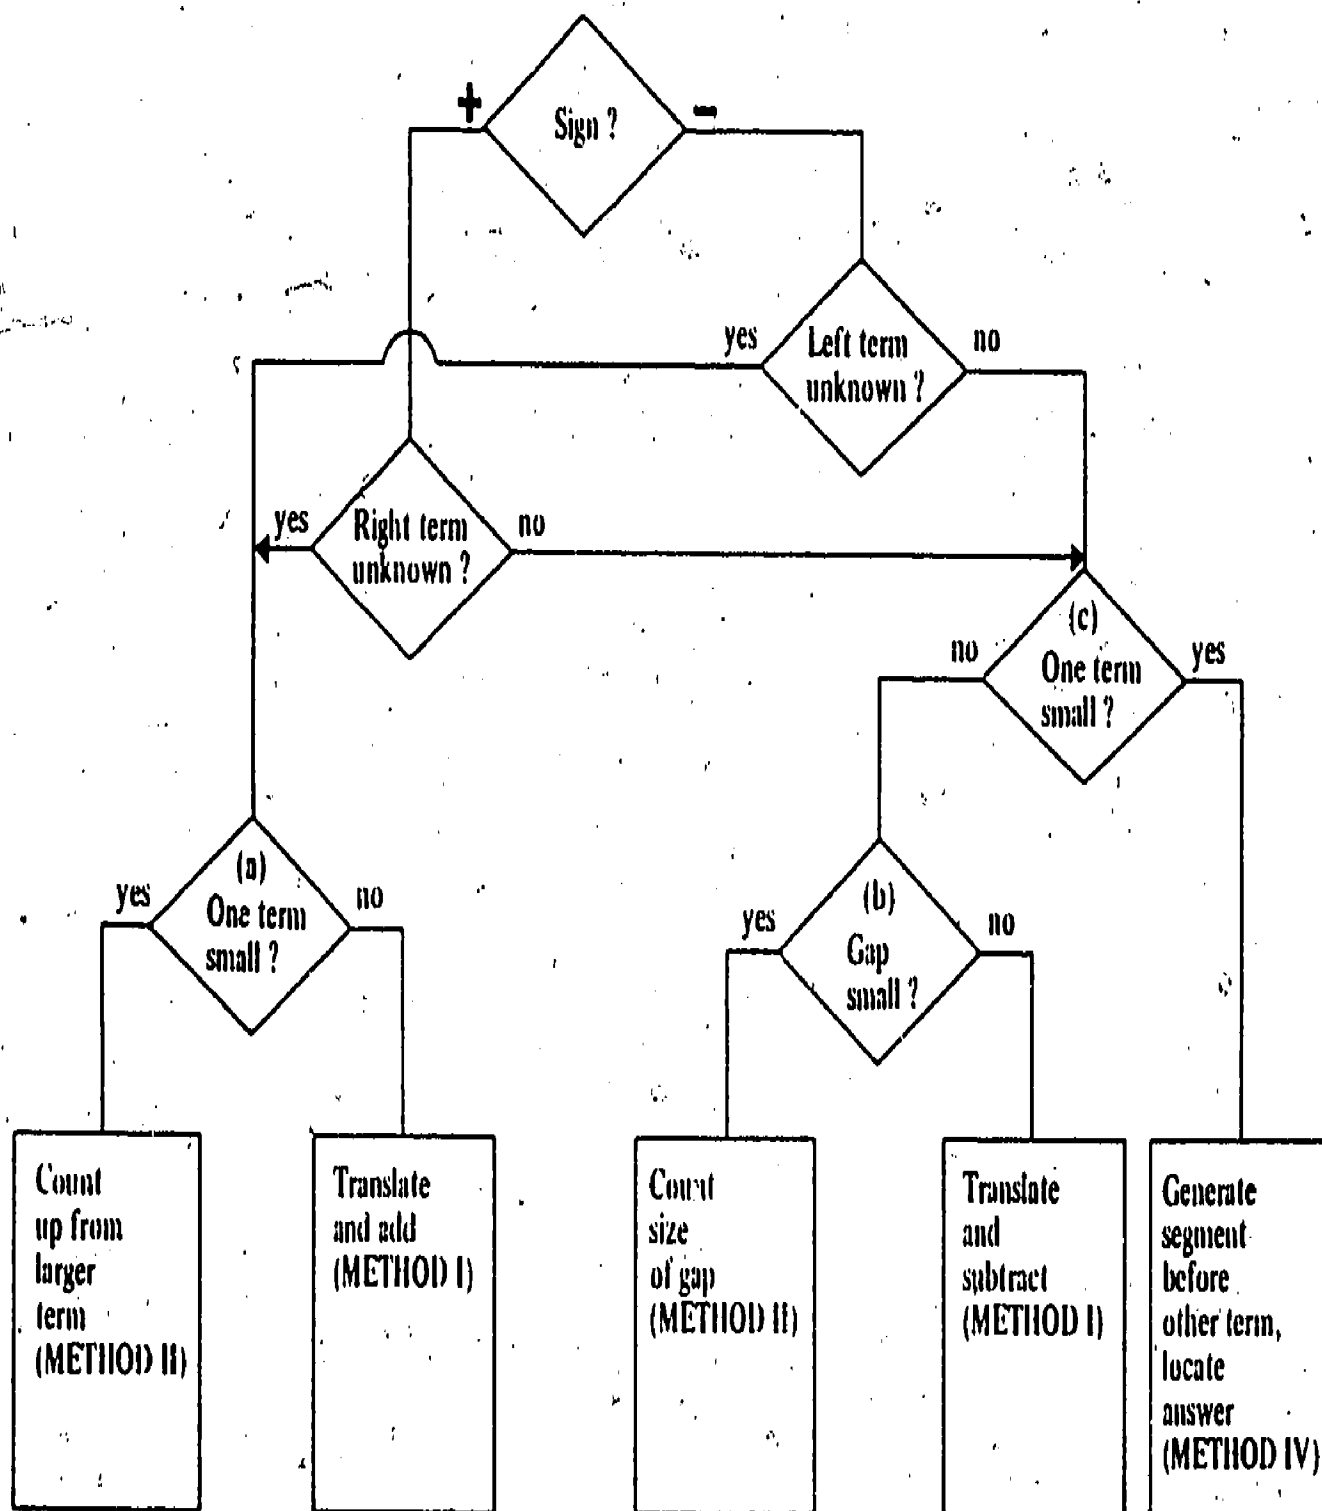 +
Sign ?
-
yes
Left term
unknown ?
no
yes
Right term
unknown ?
no
no
(c)
One term
small ?
yes
yes
(a)
One term
small ?
no
yes
(b)
Gap
small ?
no
Count
up from
larger
term
(METHOD II)
Translate
and add
(METHOD I)
Count
size
of gap
(METHOD II)
Translate
and
subtract
(METHOD I)
Generate
segment
before
other term,
locate
answer
(METHOD IV)